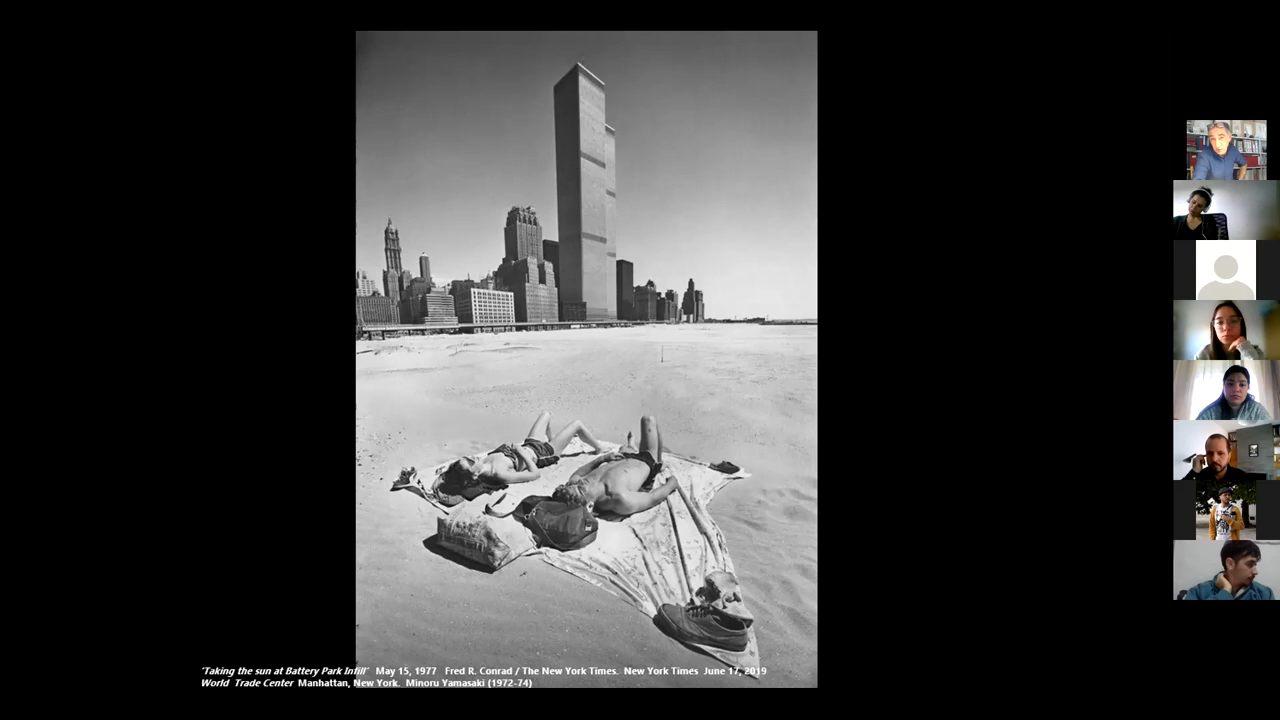 'Taking the sun at Battery Park Infill' May 15, 1977 Fred R. Conrad / The New York Times. New York Times June 17, 2019
World Trade Center Manhattan, New York. Minoru Yamasaki (1972-74)